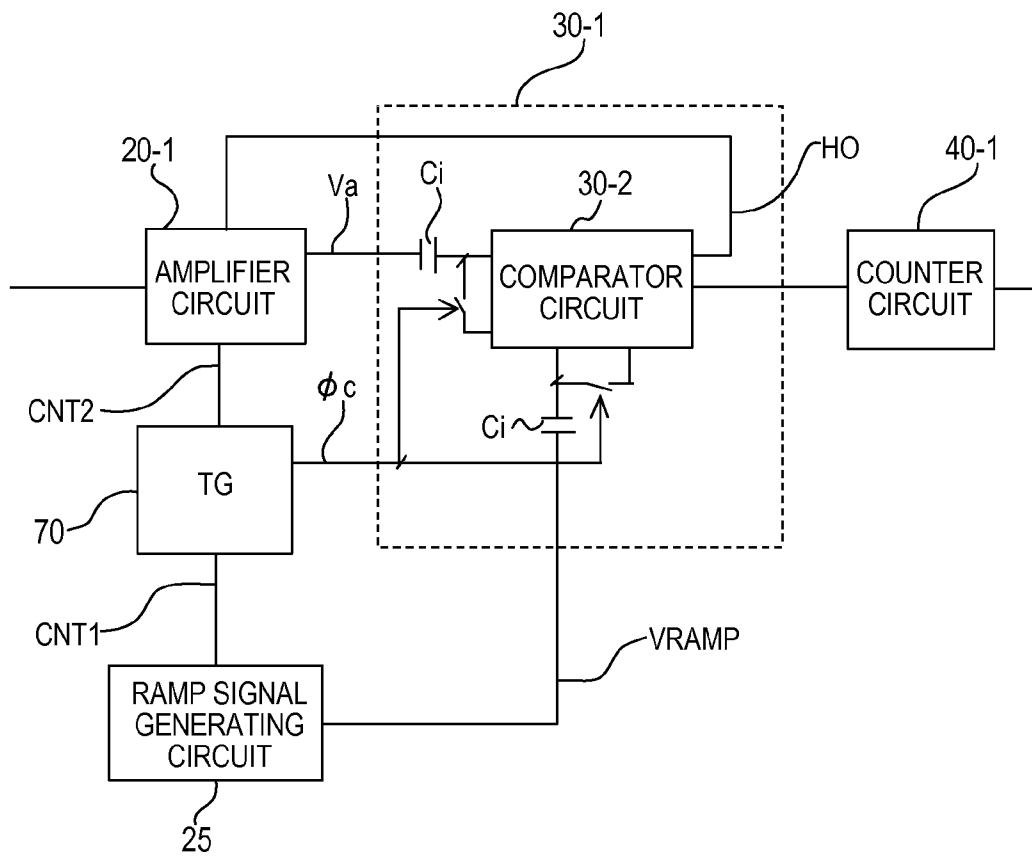 30-1
20-1
Va
Ci
30-2
HO
40-1
AMPLIFIER
CIRCUIT
COMPARATOR
CIRCUIT
COUNTER
CIRCUIT
CNT2
ϕc
Ci
TG
70
CNT1
VRAMP
RAMP SIGNAL
GENERATING
CIRCUIT
25